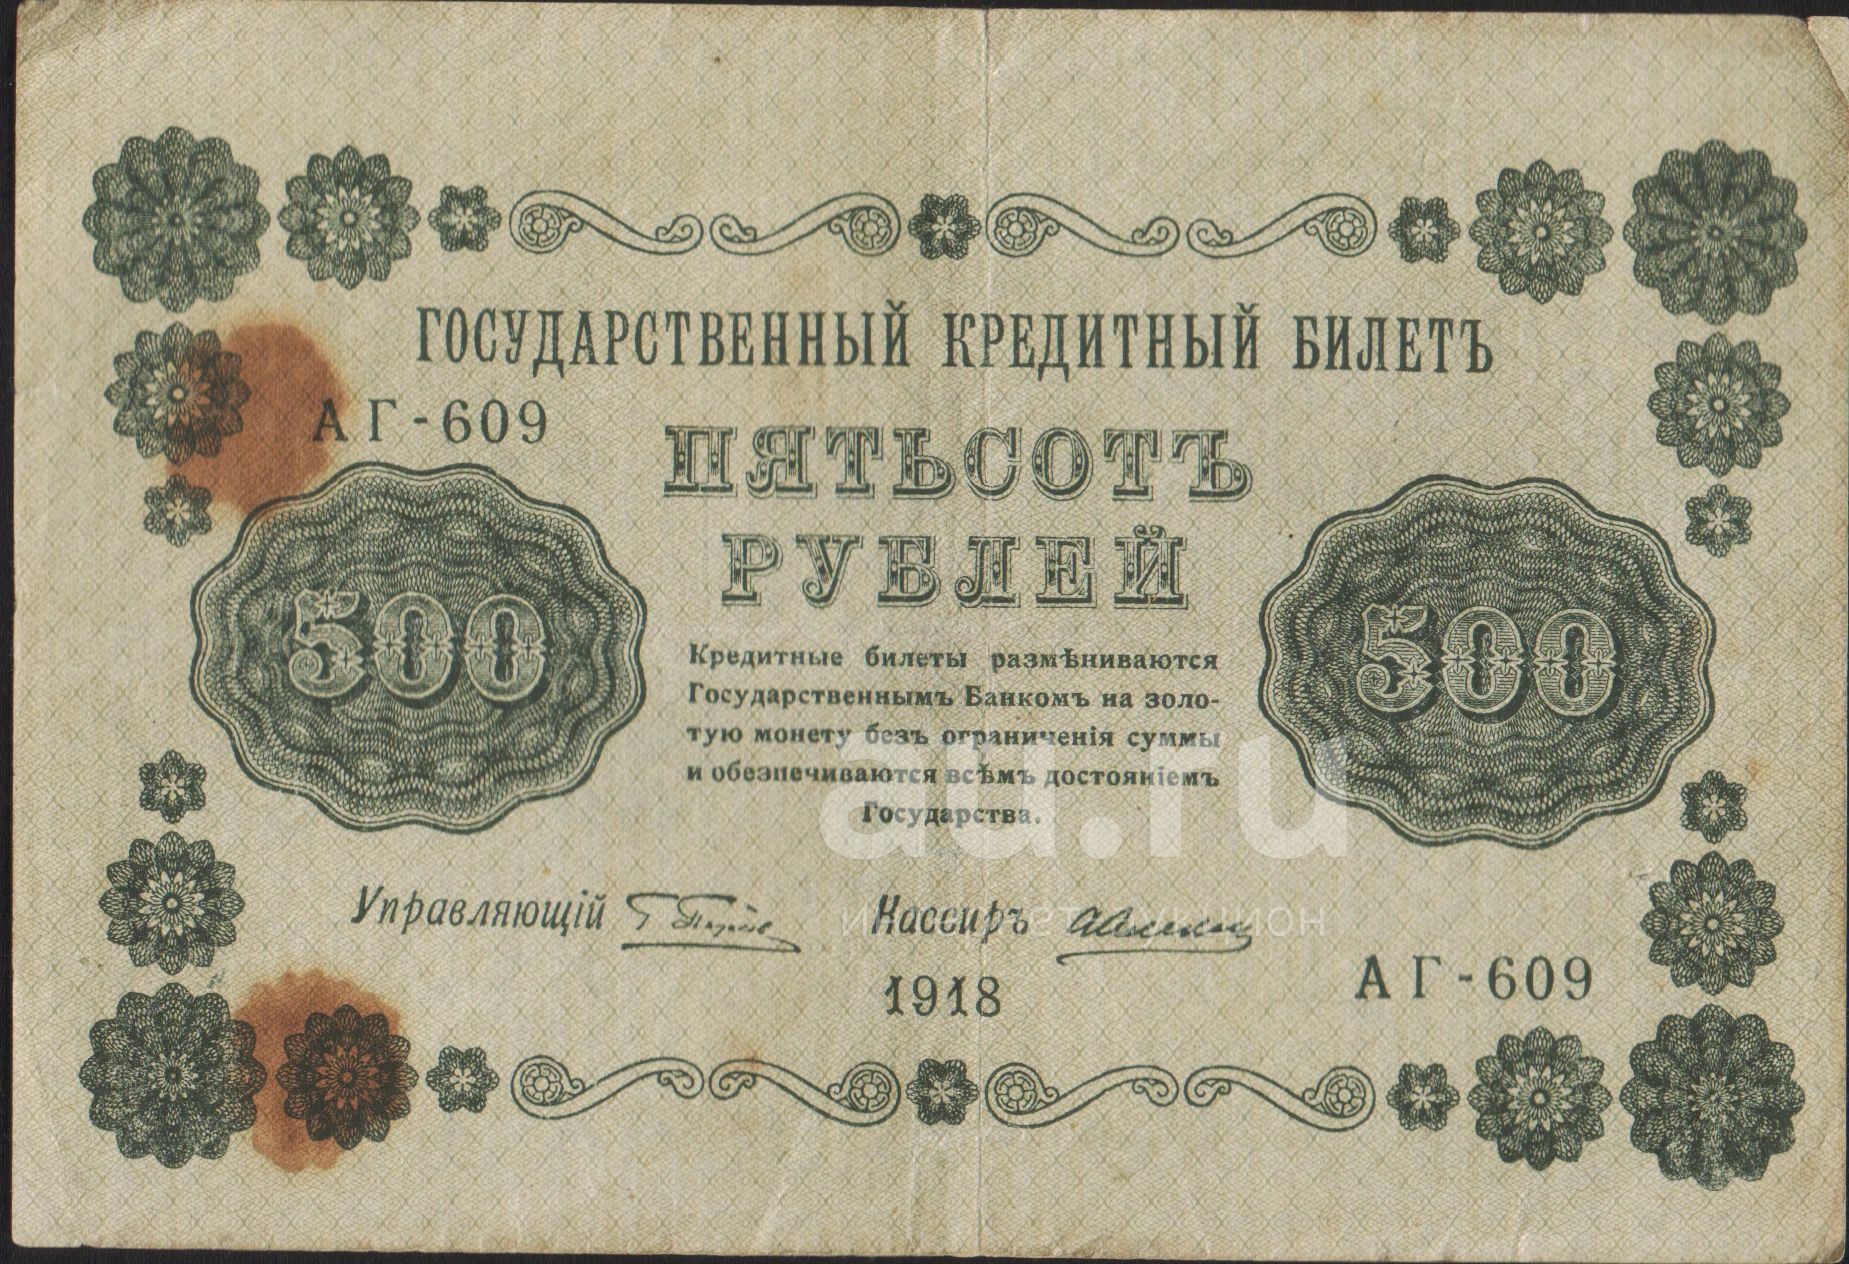 ГОСУДАРСТВЕННЫЙ КРЕДИТНЫЙ БИЛЕТЪ
АГ-609
ПЯТЬСОТЪ
РУБЛЕЙ
500
500
Кредитные билеты размѣниваются
Государственнымъ Банкомъ на золо-
тую монету безъ ограниченія суммы
и обезпечиваются всѣмъ достояніемъ
Государства.
au.ru
Управляющій
Кассиръ
1918
АГ-609